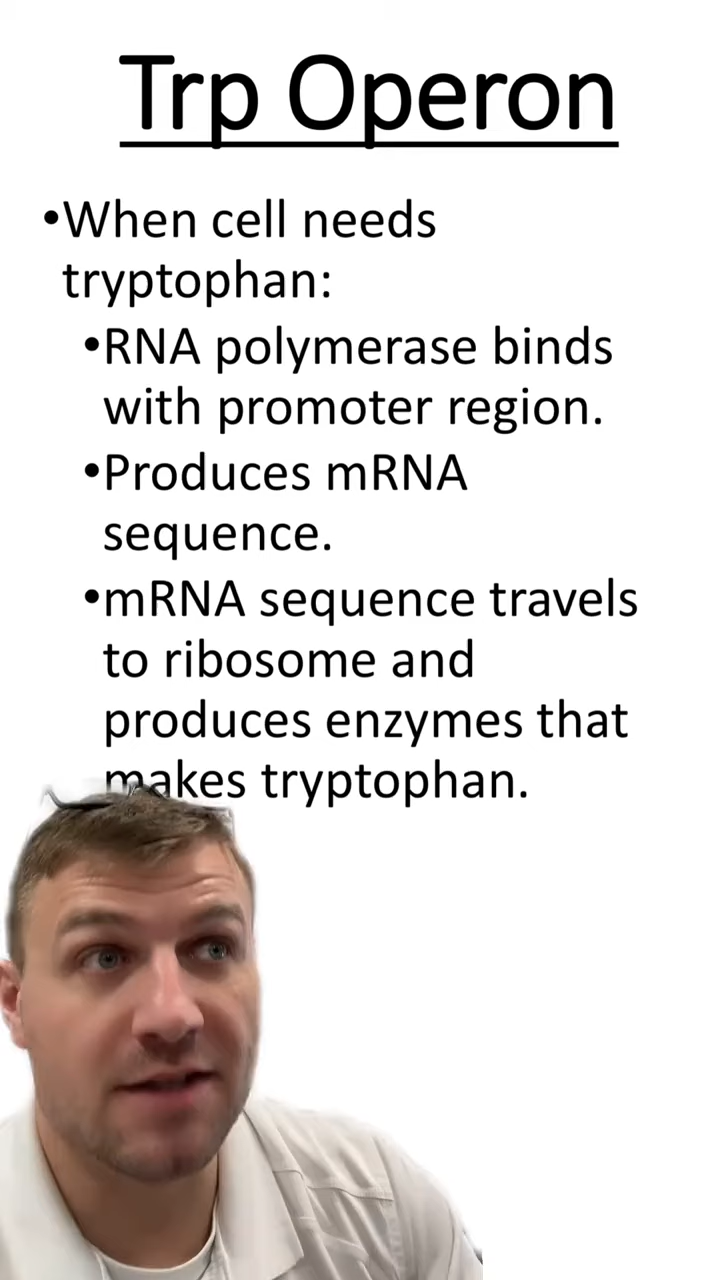 Trp Operon
•When cell needs
tryptophan:
•RNA polymerase binds
with promoter region.
•Produces mRNA
sequence.
•mRNA sequence travels
to ribosome and
produces enzymes that
makes tryptophan.